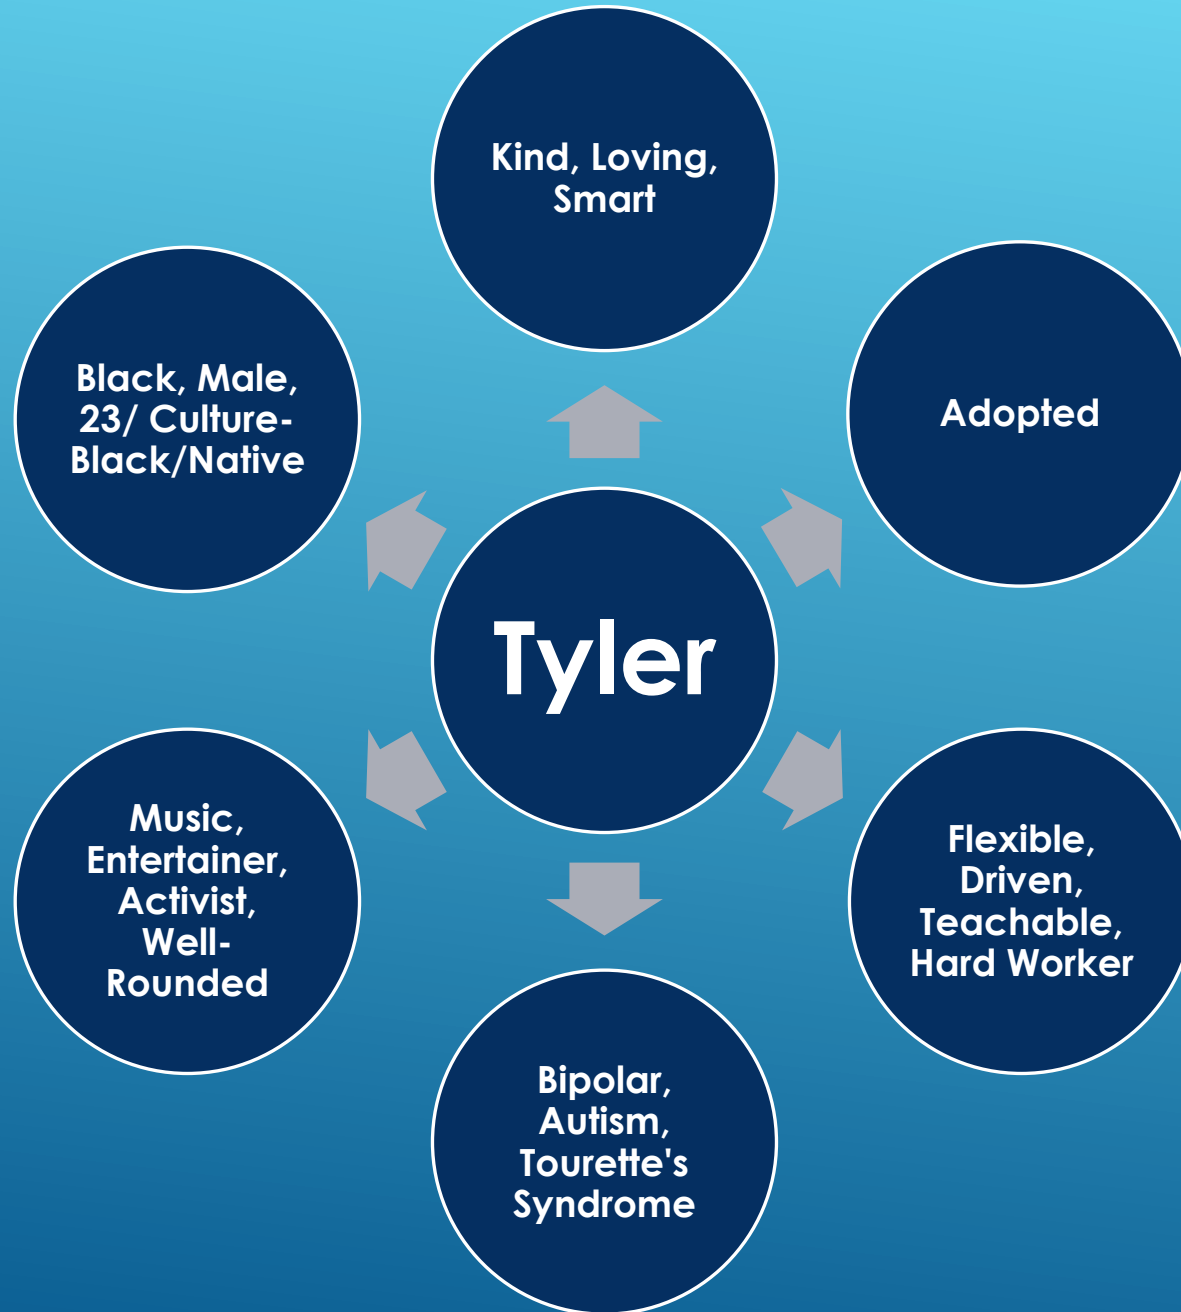 Kind, Loving,
Smart
Adopted
Black, Male,
23/ Culture-
Black/Native
Tyler
Music,
Entertainer,
Activist,
Well-
Rounded
Flexible,
Driven,
Teachable,
Hard Worker
Bipolar,
Autism,
Tourette's
Syndrome